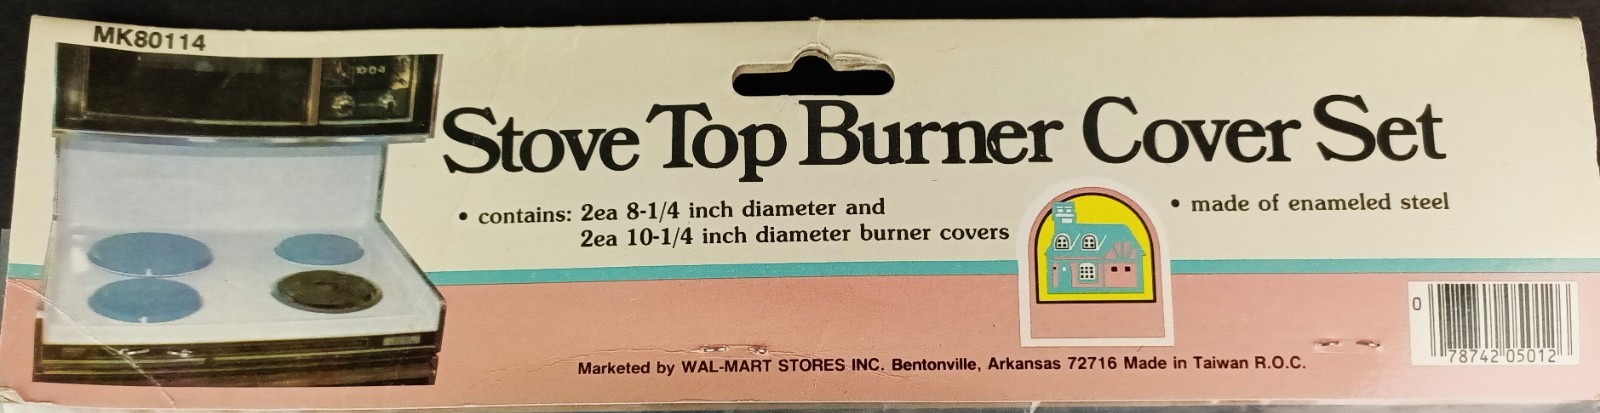 MK80114
Stove Top Burner Cover Set
• contains: 2ea 8-1/4 inch diameter and
2ea 10-1/4 inch diameter burner covers
• made of enameled steel
Marketed by WAL-MART STORES INC. Bentonville, Arkansas 72716 Made in Taiwan R.O.C.
0 78742 05012